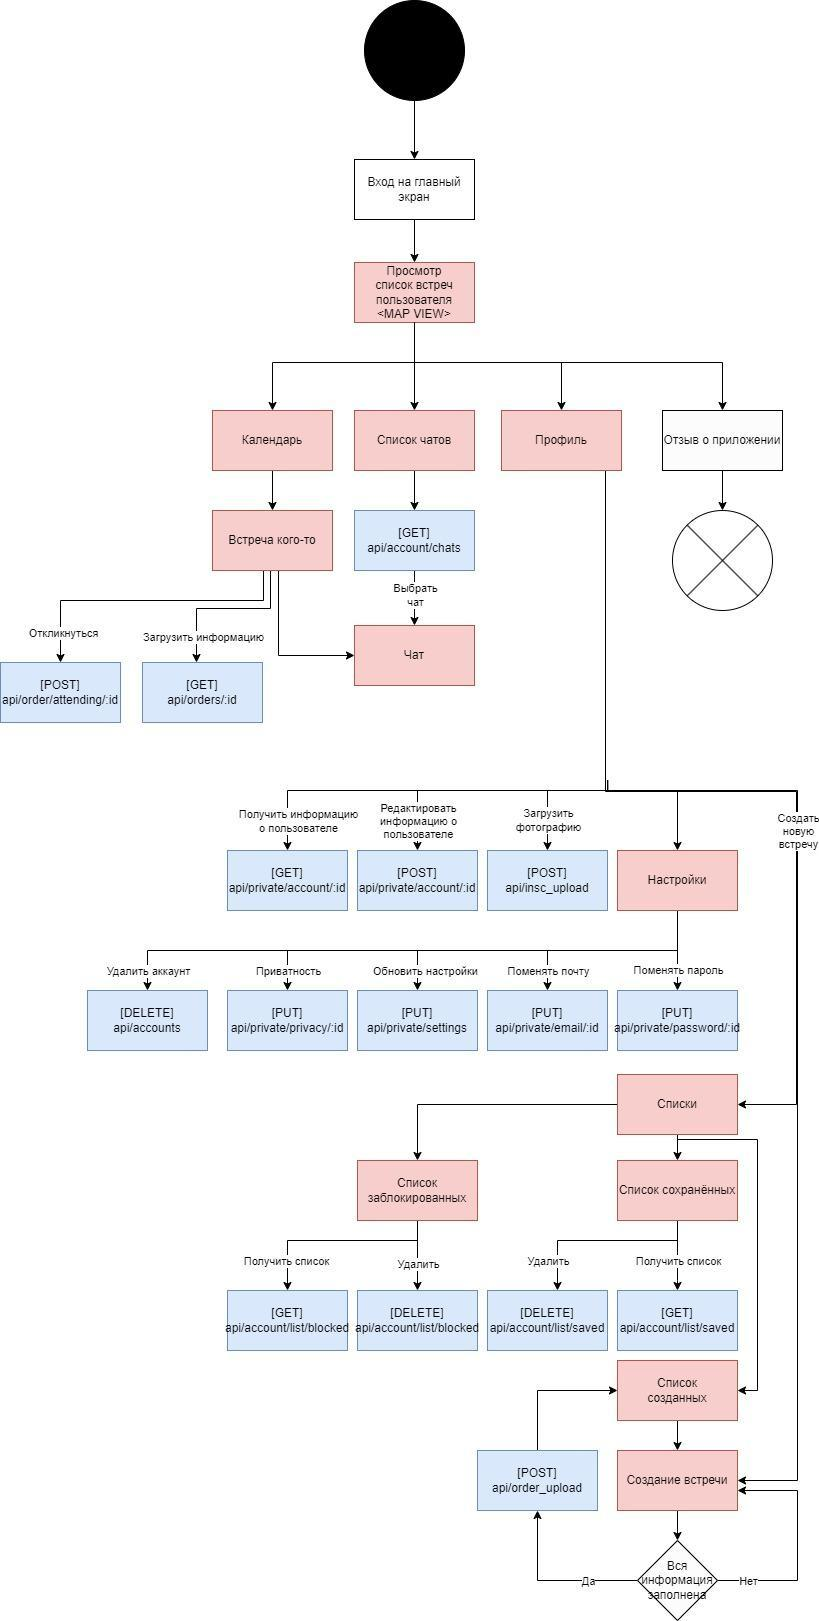 Вход на главный
экран
Просмотр
список встреч
пользователя
<MAP VIEW>
Календарь
Список чатов
Профиль
Отзыв о приложении
Встреча кого-то
[GET]
api/account/chats
Выбрать
чат
Откликнуться
Загрузить информацию
Чат
[POST]
api/order/attending/:id
[GET]
api/orders/:id
Получить информацию
о пользователе
Редактировать
информацию о
пользователе
Загрузить
фотографию
Создать
новую
встречу
[GET]
api/private/account/:id
[POST]
api/private/account/:id
[POST]
api/insc_upload
Настройки
Удалить аккаунт
Приватность
Обновить настройки
Поменять почту
Поменять пароль
[DELETE]
api/accounts
[PUT]
api/private/privacy/:id
[PUT]
api/private/settings
[PUT]
api/private/email/:id
[PUT]
api/private/password/:id
Списки
Список
заблокированных
Список сохранённых
Получить список
Удалить
Удалить
Получить список
[GET]
api/account/list/blocked
[DELETE]
api/account/list/blocked
[DELETE]
api/account/list/saved
[GET]
api/account/list/saved
Список
созданных
[POST]
api/order_upload
Создание встречи
Да
Вся
информация
заполнена
Нет